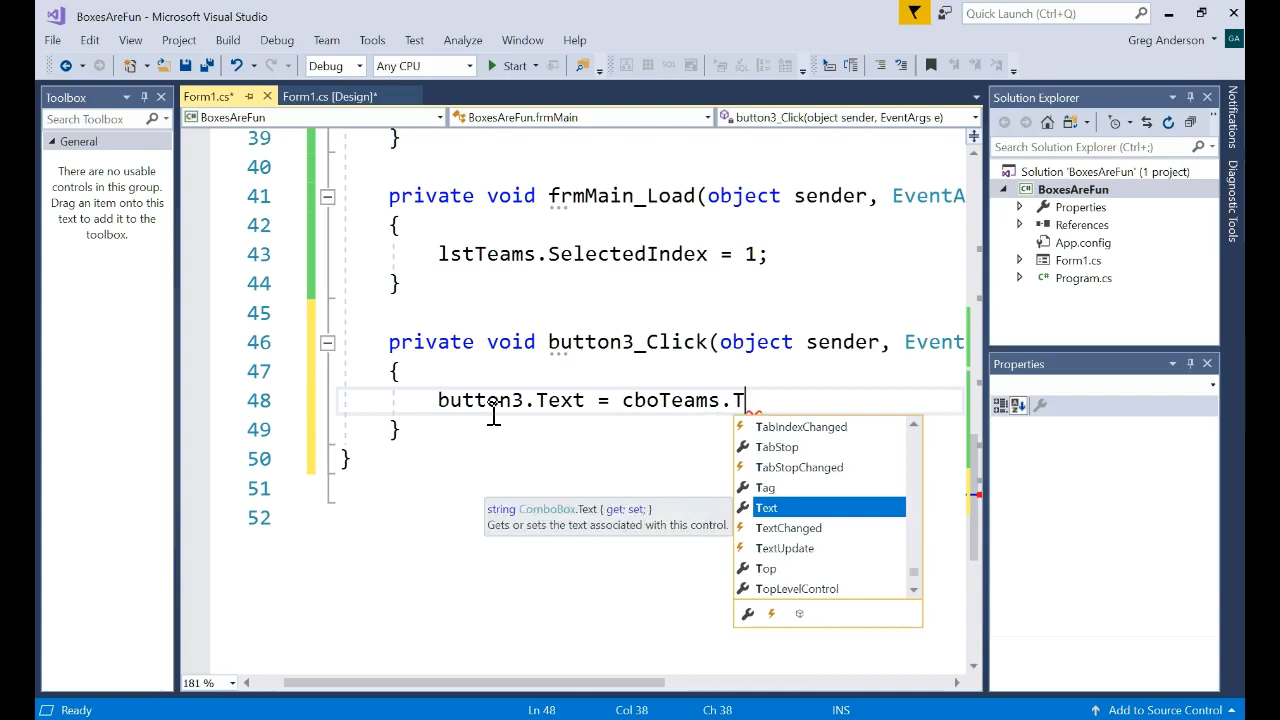 BoxesAreFun - Microsoft Visual Studio
Quick Launch (Ctrl+Q)
File Edit View Project Build Debug Team Tools Test Analyze Window Help
Greg Anderson GA
Debug Any CPU Start
Toolbox
Search Toolbox
General
There are no usable
controls in this group.
Drag an item onto this
text to add it to the
toolbox.
Form1.cs* Form1.cs [Design]*
BoxesAreFun BoxesAreFun.frmMain button3_Click(object sender, EventArgs e)
39 }
40
41 private void frmMain_Load(object sender, EventA
42 {
43 lstTeams.SelectedIndex = 1;
44 }
45
46 private void button3_Click(object sender, Event
47 {
48 button3.Text = cboTeams.T
49 }
50 }
51
52
TabIndexChanged
TabStop
TabStopChanged
Tag
Text
TextChanged
TextUpdate
Top
TopLevelControl
string ComboBox.Text { get; set; }
Gets or sets the text associated with this control.
181 %
Solution Explorer
Search Solution Explorer (Ctrl+;)
Solution 'BoxesAreFun' (1 project)
BoxesAreFun
Properties
References
App.config
Form1.cs
Program.cs
Properties
Notifications
Diagnostic Tools
Ready Ln 48 Col 38 Ch 38 INS Add to Source Control